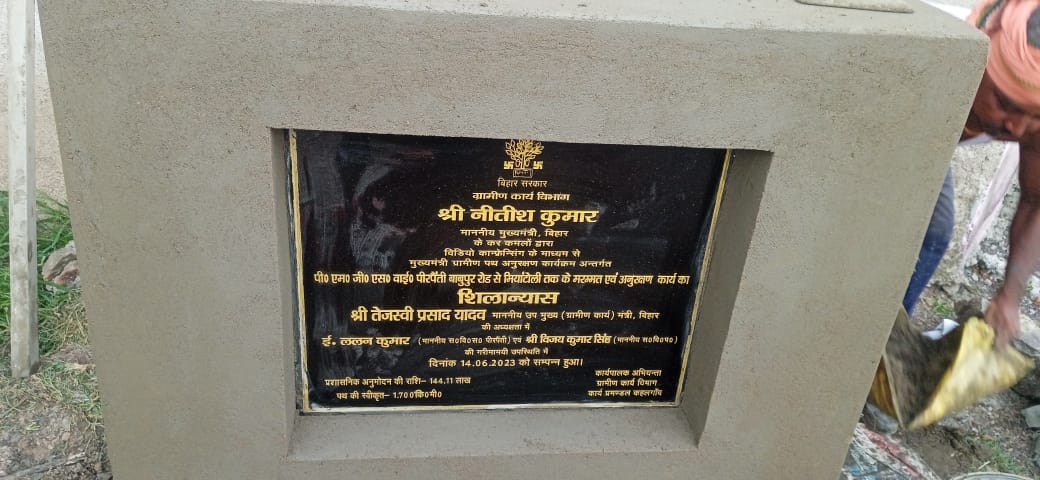 बिहार सरकार
ग्रामीण कार्य विभाग
श्री नीतीश कुमार
माननीय मुख्यमंत्री, बिहार
के कर कमलों द्वारा
विडियो कान्फ्रेन्सिंग के माध्यम से
मुख्यमंत्री ग्रामीण पथ अनुरक्षण कार्यक्रम अन्तर्गत
पी० एम० जी० एस० वाई० पीरपैंती बाबुपुर रोड से मियांटोली तक के मरम्मत एवं अनुरक्षण कार्य का
शिलान्यास
श्री तेजस्वी प्रसाद यादव माननीय उप मुख्य (ग्रामीण कार्य) मंत्री, बिहार
की अध्यक्षता में
ई. ललन कुमार (माननीय स०वि०स० पीरपैंती) एवं श्री विजय कुमार सिंह (माननीय स०वि०प०)
की गरिमामयी उपस्थिति में
दिनांक 14.06.2023 को सम्पन्न हुआ।
प्रशासनिक अनुमोदन की राशि– 144.11 लाख
पथ की स्वीकृत– 1.700कि०मी०
कार्यपालक अभियन्ता
ग्रामीण कार्य विभाग
कार्य प्रमण्डल कहलगाँव